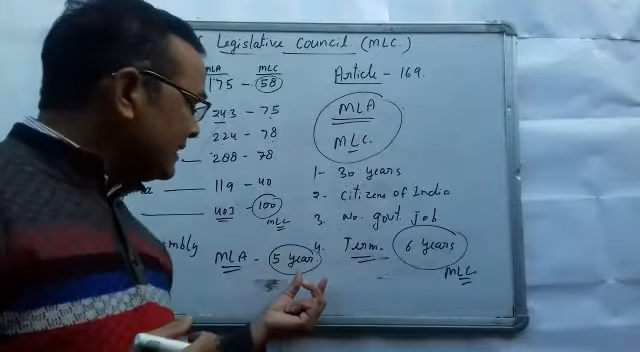 Legislative Council (MLC.)
MLA MLC Article - 169.
175 - 58
243 - 75 MLA
224 - 78 MLC.
288 - 78 1- 30 years
119 - 40 2- Citizens of India
403 - 100 3. No. govt. job
MLC
MLA - 5 year 4. Term - 6 years
MLC